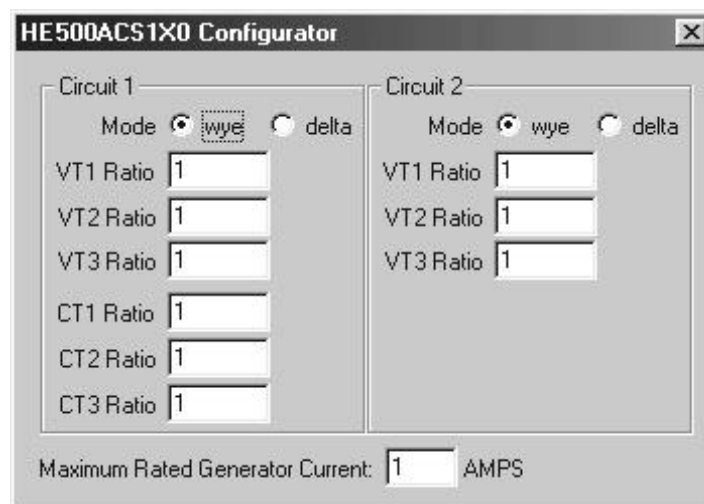 HE500ACS1X0 Configurator
Circuit 1
Mode wye delta
VT1 Ratio 1
VT2 Ratio 1
VT3 Ratio 1
CT1 Ratio 1
CT2 Ratio 1
CT3 Ratio 1
Circuit 2
Mode wye delta
VT1 Ratio 1
VT2 Ratio 1
VT3 Ratio 1
Maximum Rated Generator Current: 1 AMPS